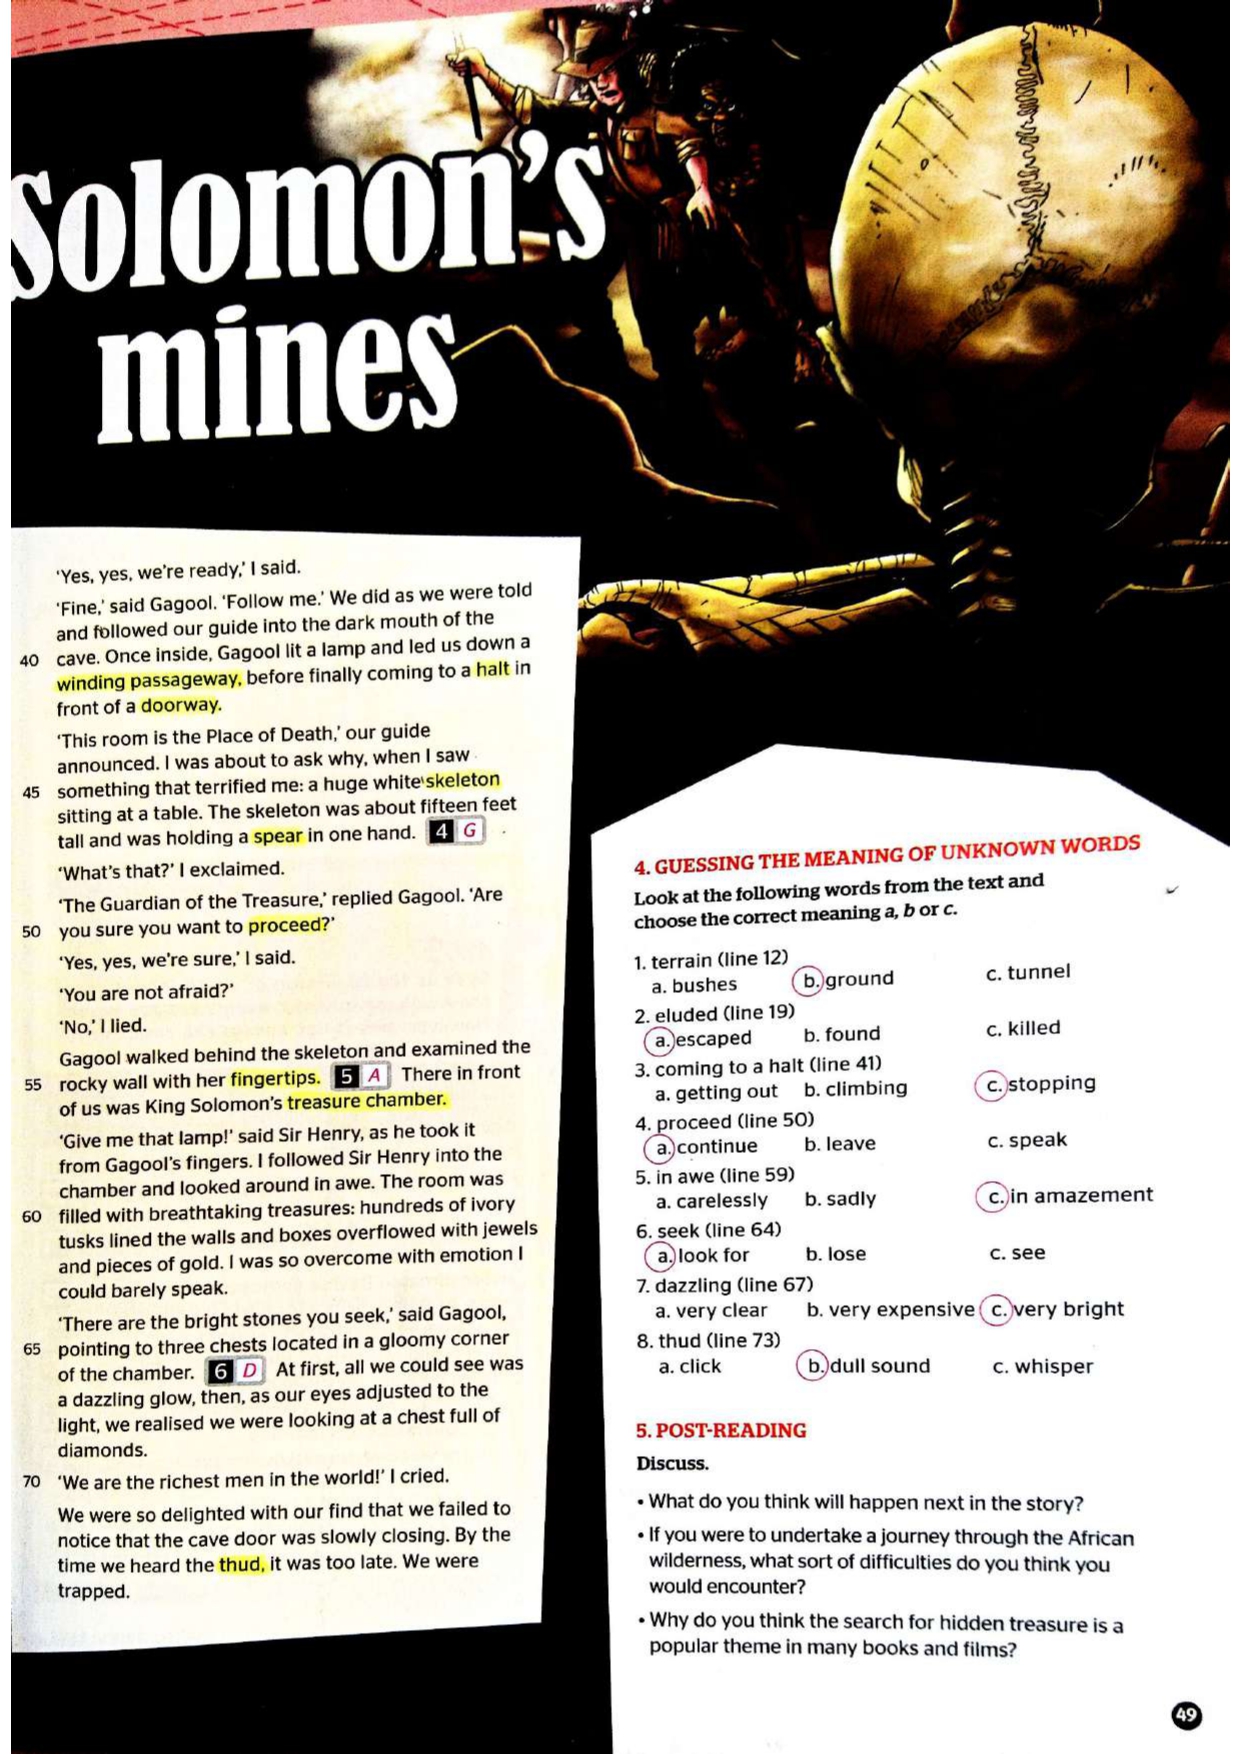 Solomon's
mines
'Yes, yes, we're ready,' I said.
'Fine,' said Gagool. 'Follow me.' We did as we were told
and followed our guide into the dark mouth of the
40 cave. Once inside, Gagool lit a lamp and led us down a
winding passageway, before finally coming to a halt in
front of a doorway.
'This room is the Place of Death,' our guide
announced. I was about to ask why, when I saw
45 something that terrified me: a huge white skeleton
sitting at a table. The skeleton was about fifteen feet
tall and was holding a spear in one hand. 4 G
'What's that?' I exclaimed.
'The Guardian of the Treasure,' replied Gagool. 'Are
50 you sure you want to proceed?'
'Yes, yes, we're sure,' I said.
'You are not afraid?'
'No,' I lied.
Gagool walked behind the skeleton and examined the
55 rocky wall with her fingertips. 5 A There in front
of us was King Solomon's treasure chamber.
'Give me that lamp!' said Sir Henry, as he took it
from Gagool's fingers. I followed Sir Henry into the
chamber and looked around in awe. The room was
60 filled with breathtaking treasures: hundreds of ivory
tusks lined the walls and boxes overflowed with jewels
and pieces of gold. I was so overcome with emotion I
could barely speak.
'There are the bright stones you seek,' said Gagool,
65 pointing to three chests located in a gloomy corner
of the chamber. 6 D At first, all we could see was
a dazzling glow, then, as our eyes adjusted to the
light, we realised we were looking at a chest full of
diamonds.
70 'We are the richest men in the world!' I cried.
We were so delighted with our find that we failed to
notice that the cave door was slowly closing. By the
time we heard the thud, it was too late. We were
trapped.
4. GUESSING THE MEANING OF UNKNOWN WORDS
Look at the following words from the text and
choose the correct meaning a, b or c.
1. terrain (line 12)
a. bushes b. ground c. tunnel
2. eluded (line 19)
a. escaped b. found c. killed
3. coming to a halt (line 41)
a. getting out b. climbing c. stopping
4. proceed (line 50)
a. continue b. leave c. speak
5. in awe (line 59)
a. carelessly b. sadly c. in amazement
6. seek (line 64)
a. look for b. lose c. see
7. dazzling (line 67)
a. very clear b. very expensive c. very bright
8. thud (line 73)
a. click b. dull sound c. whisper
5. POST-READING
Discuss.
• What do you think will happen next in the story?
• If you were to undertake a journey through the African
wilderness, what sort of difficulties do you think you
would encounter?
• Why do you think the search for hidden treasure is a
popular theme in many books and films?
49